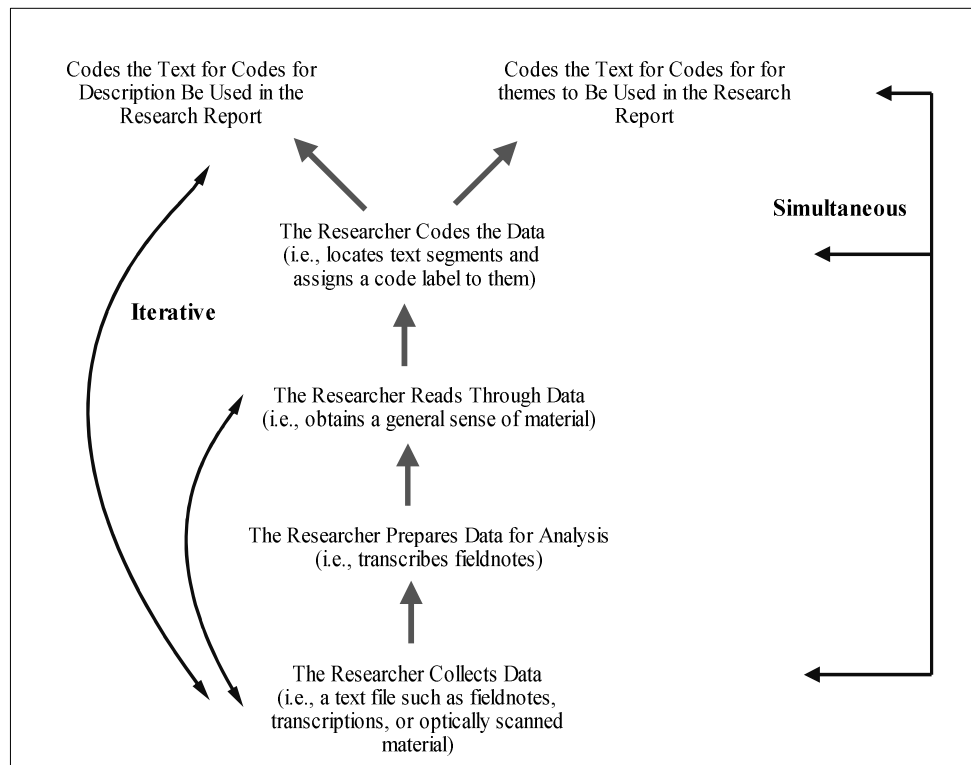 Codes the Text for Codes for
Description Be Used in the
Research Report
Codes the Text for Codes for for
themes to Be Used in the Research
Report
Simultaneous
The Researcher Codes the Data
(i.e., locates text segments and
assigns a code label to them)
Iterative
The Researcher Reads Through Data
(i.e., obtains a general sense of material)
The Researcher Prepares Data for Analysis
(i.e., transcribes fieldnotes)
The Researcher Collects Data
(i.e., a text file such as fieldnotes,
transcriptions, or optically scanned
material)